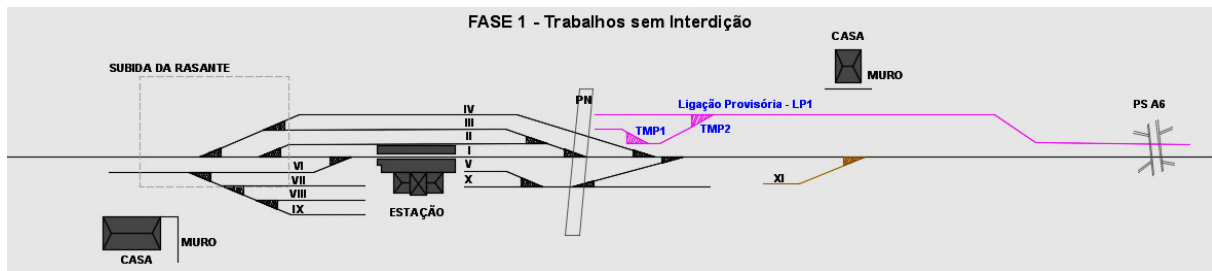 FASE 1 - Trabalhos sem Interdição
CASA
SUBIDA DA RASANTE
MURO
PN
Ligação Provisória - LP1
PS A6
IV
III
TMP1
TMP2
II
I
VI
V
VII
X
XI
VIII
IX
ESTAÇÃO
MURO
CASA